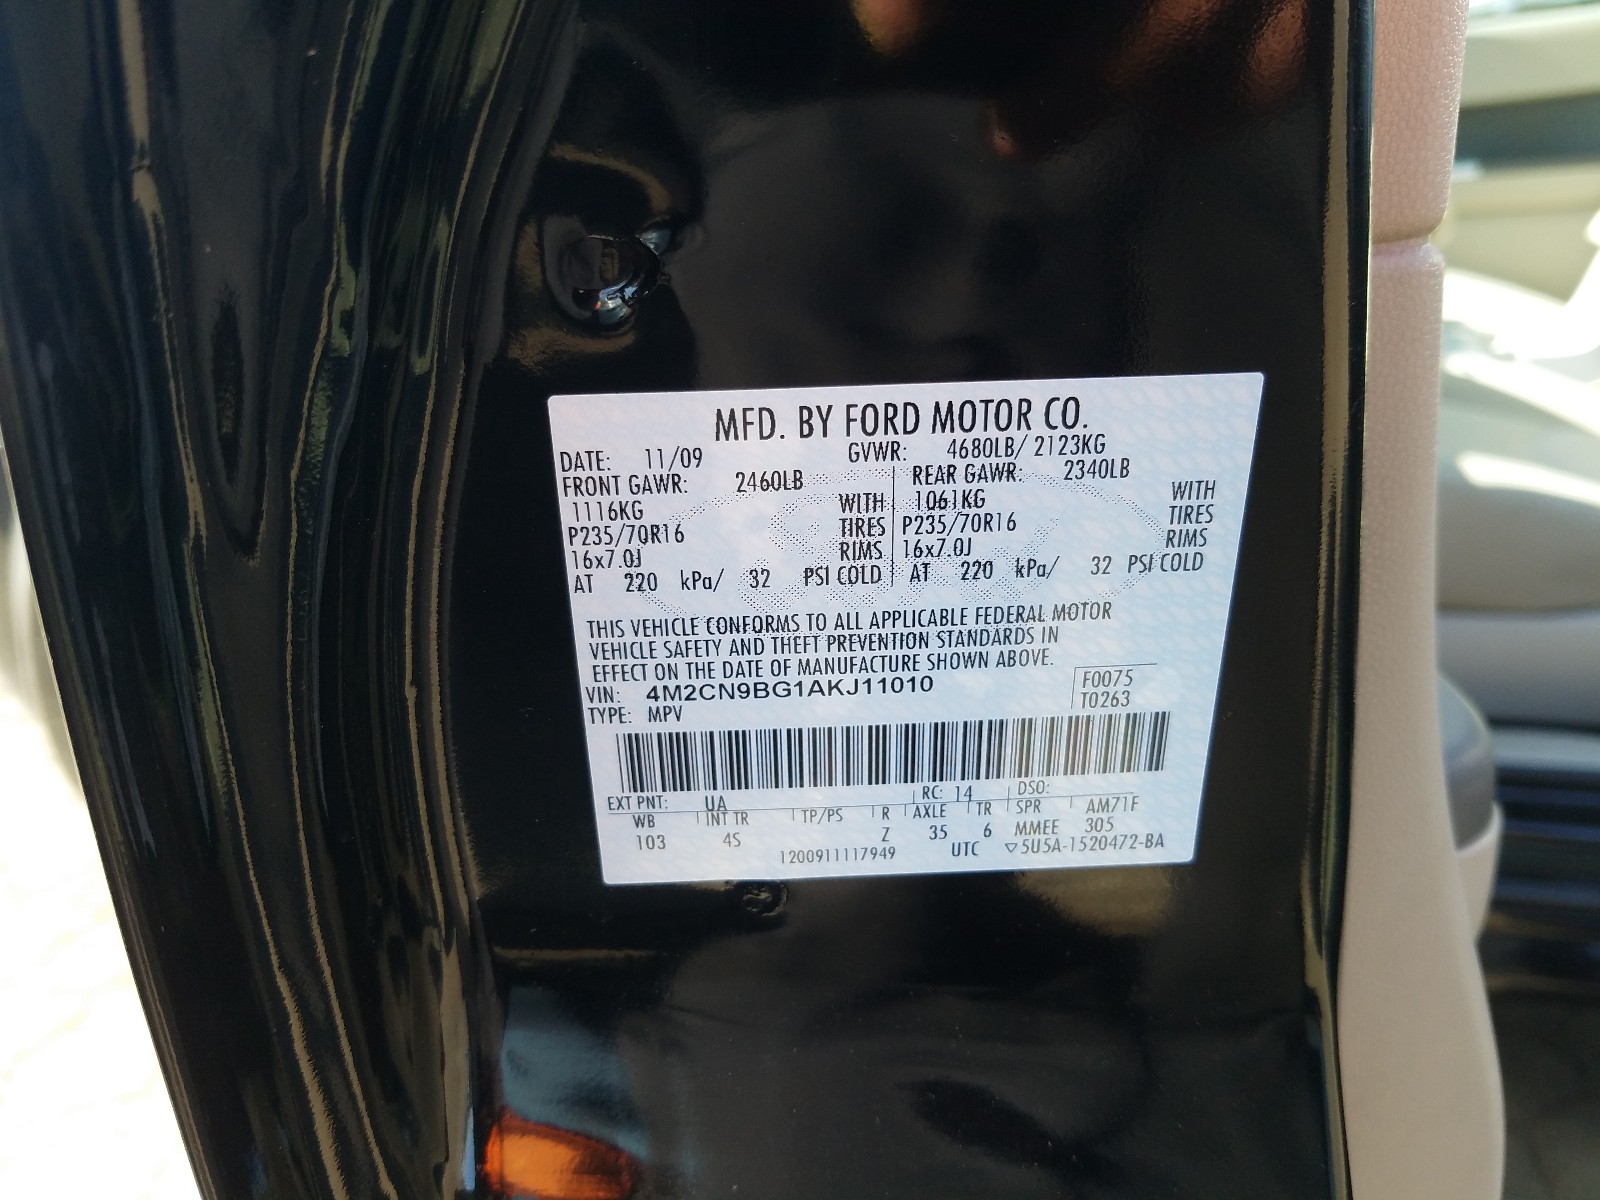 MFD. BY FORD MOTOR CO.
DATE: 11/09 GVWR: 4680LB/ 2123KG
FRONT GAWR: 2460LB REAR GAWR: 2340LB
1116KG WITH 1061KG WITH
P235/70R16 TIRES P235/70R16 TIRES
16x7.0J RIMS 16x7.0J RIMS
AT 220 kPa/ 32 PSI COLD AT 220 kPa/ 32 PSI COLD
THIS VEHICLE CONFORMS TO ALL APPLICABLE FEDERAL MOTOR
VEHICLE SAFETY AND THEFT PREVENTION STANDARDS IN
EFFECT ON THE DATE OF MANUFACTURE SHOWN ABOVE.
VIN: 4M2CN9BG1AKJ11010 F0075
TYPE: MPV T0263
EXT PNT: UA RC: 14 DSO:
WB INT TR TP/PS R AXLE TR SPR AM71F
103 4S Z 35 6 MMEE 305
1200911117949 UTC ▽5U5A-1520472-BA